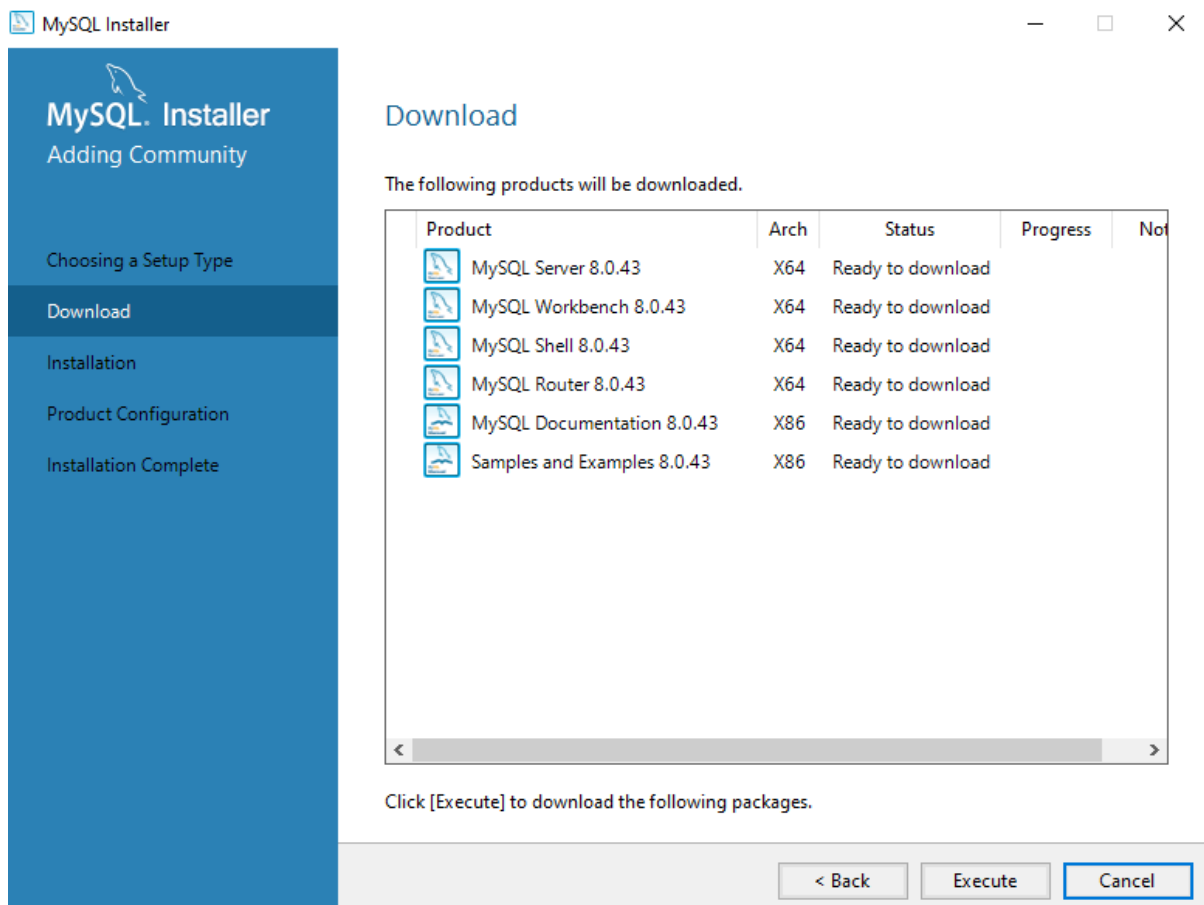 MySQL Installer
MySQL. Installer
Adding Community
Choosing a Setup Type
Download
Installation
Product Configuration
Installation Complete
Download
The following products will be downloaded.
Product Arch Status Progress Not
MySQL Server 8.0.43 X64 Ready to download
MySQL Workbench 8.0.43 X64 Ready to download
MySQL Shell 8.0.43 X64 Ready to download
MySQL Router 8.0.43 X64 Ready to download
MySQL Documentation 8.0.43 X86 Ready to download
Samples and Examples 8.0.43 X86 Ready to download
Click [Execute] to download the following packages.
< Back Execute Cancel